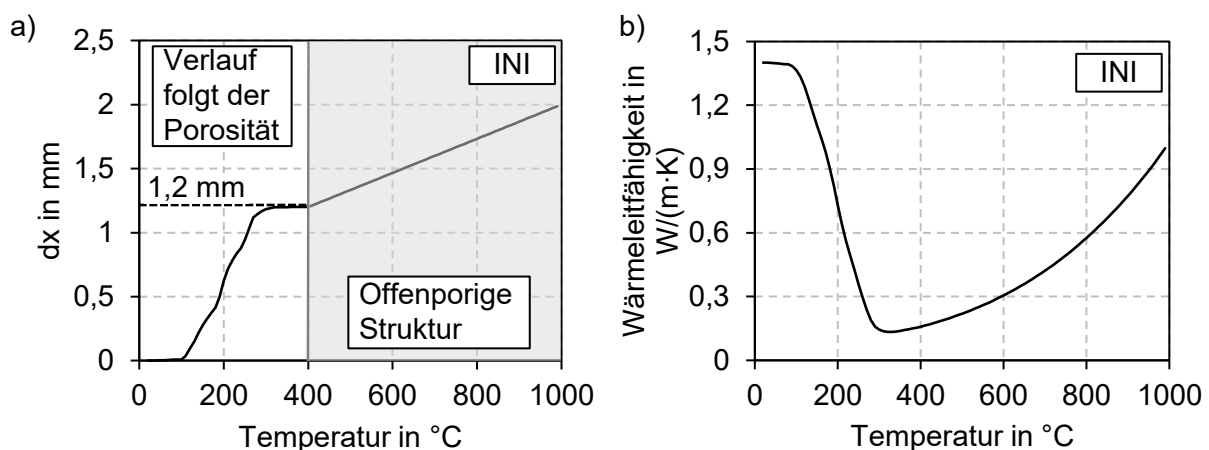 a)
dx in mm
2,5
2
1,5
1
0,5
0
Verlauf
folgt der
Porosität
INI
1,2 mm
Offenporige
Struktur
0 200 400 600 800 1000
Temperatur in °C
b)
Wärmeleitfähigkeit in
W/(m·K)
1,5
1,2
0,9
0,6
0,3
0,0
INI
0 200 400 600 800 1000
Temperatur in °C